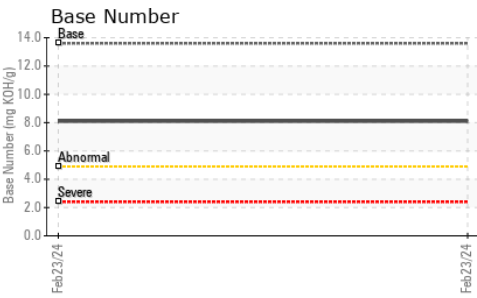 Base Number
Base Number (mg KOH/g)
14.0
12.0
10.0
8.0
6.0
4.0
2.0
0.0
Base
Abnormal
Severe
Feb23/24
Feb23/24